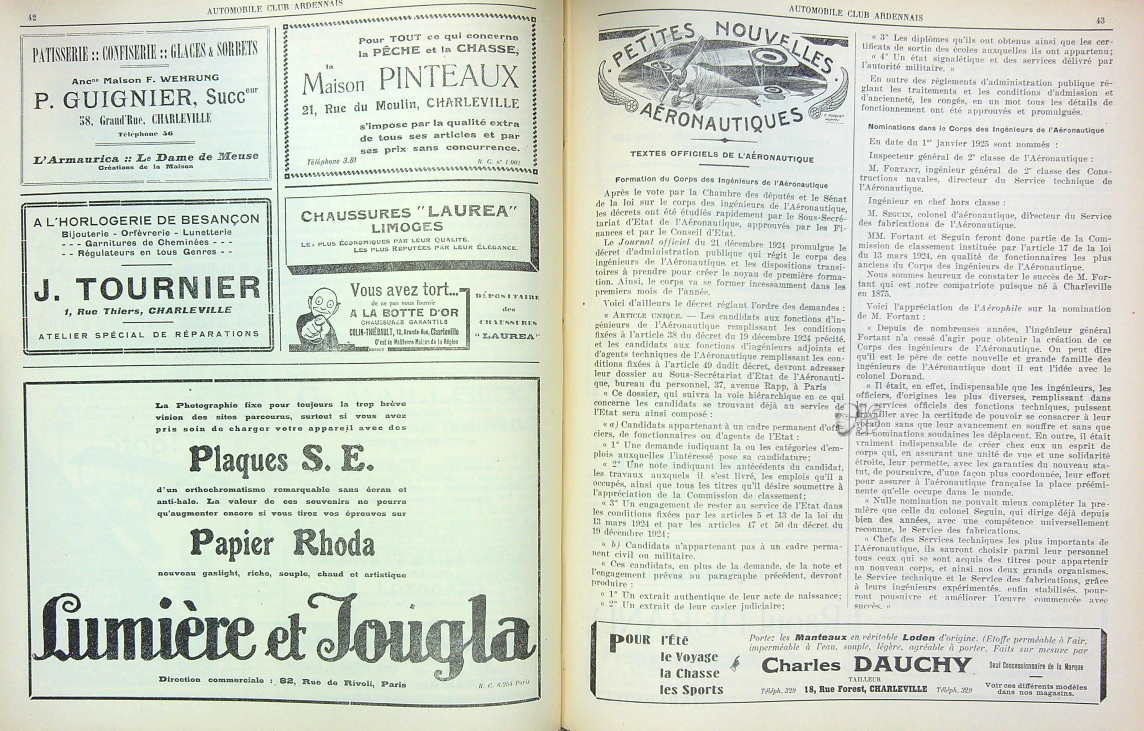 42
AUTOMOBILE CLUB ARDENNAIS
PATISSERIE :: CONFISERIE :: GLACES & SORBETS
Ancne Maison F. WEHRUNG
P. GUIGNIER, Succeur
38, Grand'Rue, CHARLEVILLE
Téléphone 56
L'Armaurica :: Le Dame de Meuse
Créations de la Maison
Pour TOUT ce qui concerne
la PÊCHE et la CHASSE,
la
Maison PINTEAUX
21, Rue du Moulin, CHARLEVILLE
s'impose par la qualité extra
de tous ses articles et par
ses prix sans concurrence.
Téléphone 3.81
R. C. n° 1.001
A L'HORLOGERIE DE BESANÇON
Bijouterie - Orfèvrerie - Lunetterie
- - - Garnitures de Cheminées - - -
- - Régulateurs en tous Genres - -
J. TOURNIER
1, Rue Thiers, CHARLEVILLE
ATELIER SPÉCIAL DE RÉPARATIONS
CHAUSSURES "LAUREA"
LIMOGES
LES PLUS ÉCONOMIQUES PAR LEUR QUALITÉ.
LES PLUS RÉPUTÉES PAR LEUR ÉLÉGANCE.
Vous avez tort...
de ne pas vous fournir
A LA BOTTE D'OR
CHAUSSURES GARANTIES
COLIN-THIÉBAULT, 12, Grande-Rue, Charleville
C'est la Meilleure Maison de la Région
DÉPOSITAIRE
des
CHAUSSURES
"LAUREA"
La Photographie fixe pour toujours la trop brève
vision des sites parcourus, surtout si vous avez
pris soin de charger votre appareil avec des
Plaques S. E.
d'un orthochromatisme remarquable sans écran et
anti-halo. La valeur de ces souvenirs ne pourra
qu'augmenter encore si vous tirez vos épreuves sur
Papier Rhoda
nouveau gaslight, riche, souple, chaud et artistique
Lumière et Jougla
Direction commerciale : 82, Rue de Rivoli, Paris
R. C. 6.254 Paris
AUTOMOBILE CLUB ARDENNAIS
43
PETITES NOUVELLES
AÉRONAUTIQUES
TEXTES OFFICIELS DE L'AÉRONAUTIQUE
Formation du Corps des Ingénieurs de l'Aéronautique
Après le vote par la Chambre des députés et le Sénat
de la loi sur le corps des ingénieurs de l'Aéronautique,
les décrets ont été étudiés rapidement par le Sous-Secré-
tariat d'Etat de l'Aéronautique, approuvés par les Fi-
nances et par le Conseil d'Etat.
Le Journal officiel du 21 décembre 1924 promulgue le
décret d'administration publique qui régit le corps des
ingénieurs de l'Aéronautique et les dispositions transi-
toires à prendre pour créer le noyau de première forma-
tion. Ainsi, le corps va se former incessamment dans les
premiers mois de l'année.
Voici d'ailleurs le décret réglant l'ordre des demandes :
« ARTICLE UNIQUE. — Les candidats aux fonctions d'in-
génieurs de l'Aéronautique remplissant les conditions
fixées à l'article 38 du décret du 19 décembre 1924 précité,
et les candidats aux fonctions d'ingénieurs adjoints et
d'agents techniques de l'Aéronautique remplissant les con-
ditions fixées à l'article 49 dudit décret, devront adresser
leur dossier au Sous-Secrétariat d'Etat de l'Aéronauti-
que, bureau du personnel, 37, avenue Rapp, à Paris
« Ce dossier, qui suivra la voie hiérarchique en ce qui
concerne les candidats se trouvant déjà au service de
l'Etat sera ainsi composé :
« a) Candidats appartenant à un cadre permanent d'offi-
ciers, de fonctionnaires ou d'agents de l'Etat :
« 1° Une demande indiquant la ou les catégories d'em-
plois auxquelles l'intéressé pose sa candidature;
« 2° Une note indiquant les antécédents du candidat,
les travaux auxquels il s'est livré, les emplois qu'il a
occupés, ainsi que tous les titres qu'il désire soumettre à
l'appréciation de la Commission de classement;
« 3° Un engagement de rester au service de l'Etat dans
les conditions fixées par les articles 5 et 13 de la loi du
13 mars 1924 et par les articles 47 et 50 du décret du
19 décembre 1924;
« b) Candidats n'appartenant pas à un cadre perma-
nent civil ou militaire.
« Ces candidats, en plus de la demande, de la note et
l'engagement prévus au paragraphe précédent, devront
produire :
« 1° Un extrait authentique de leur acte de naissance;
« 2° Un extrait de leur casier judiciaire;
« 3° Les diplômes qu'ils ont obtenus ainsi que les cer-
tificats de sortie des écoles auxquelles ils ont appartenu;
« 4° Un état signalétique et des services délivré par
l'autorité militaire. »
En outre des règlements d'administration publique ré-
glant les traitements et les conditions d'admission et
d'ancienneté, les congés, en un mot tous les détails de
fonctionnement ont été approuvés et promulgués.
Nominations dans le Corps des Ingénieurs de l'Aéronautique
En date du 1er janvier 1925 sont nommés :
Inspecteur général de 2e classe de l'Aéronautique :
M. FORTANT, ingénieur général de 2e classe des Cons-
tructions navales, directeur du Service technique de
l'Aéronautique.
Ingénieur en chef hors classe :
M. SEGUIN, colonel d'aéronautique, directeur du Service
des fabrications de l'Aéronautique.
MM. Fortant et Seguin feront donc partie de la Com-
mission de classement instituée par l'article 17 de la loi
du 13 mars 1924, en qualité de fonctionnaires les plus
anciens du Corps des ingénieurs de l'Aéronautique.
Nous sommes heureux de constater le succès de M. For-
tant qui est notre compatriote puisque né à Charleville
en 1875.
Voici l'appréciation de l'Aérophile sur la nomination
de M. Fortant :
« Depuis de nombreuses années, l'ingénieur général
Fortant n'a cessé d'agir pour obtenir la création de ce
Corps des ingénieurs de l'Aéronautique. On peut dire
qu'il est le père de cette nouvelle et grande famille des
ingénieurs de l'Aéronautique dont il eut l'idée avec le
colonel Dorand.
« Il était, en effet, indispensable que les ingénieurs, les
officiers, d'origines les plus diverses, remplissant dans
les services officiels des fonctions techniques, puissent
travailler avec la certitude de pouvoir se consacrer à leur
vocation sans que leur avancement en souffre et sans que
des nominations soudaines les déplacent. En outre, il était
vraiment indispensable de créer chez eux un esprit de
corps qui, en assurant une unité de vue et une solidarité
étroite, leur permette, avec les garanties du nouveau sta-
tut, de poursuivre, d'une façon plus coordonnée, leur effort
pour assurer à l'aéronautique française la place préémi-
nente qu'elle occupe dans le monde.
« Nulle nomination ne pouvait mieux compléter la pre-
mière que celle du colonel Seguin, qui dirige déjà depuis
bien des années, avec une compétence universellement
reconnue, le Service des fabrications.
« Chefs des Services techniques les plus importants de
l'Aéronautique, ils sauront choisir parmi leur personnel
tous ceux qui se sont acquis des titres pour appartenir
au nouveau corps, et ainsi nos deux grands organismes,
le Service technique et le Service des fabrications, grâce
à leurs ingénieurs expérimentés, enfin stabilisés, pour-
ront poursuivre et améliorer l'œuvre commencée avec
succès. »
POUR l'Été
le Voyage
la Chasse
les Sports
Portez les Manteaux en véritable Loden d'origine. (Etoffe perméable à l'air,
imperméable à l'eau, souple, légère, agréable à porter. Faits sur mesure par
Charles DAUCHY
TAILLEUR
Téléph. 329 18, Rue Forest, CHARLEVILLE Téléph. 329
Seul Concessionnaire de la Marque
Voir ces différents modèles
dans nos magasins.